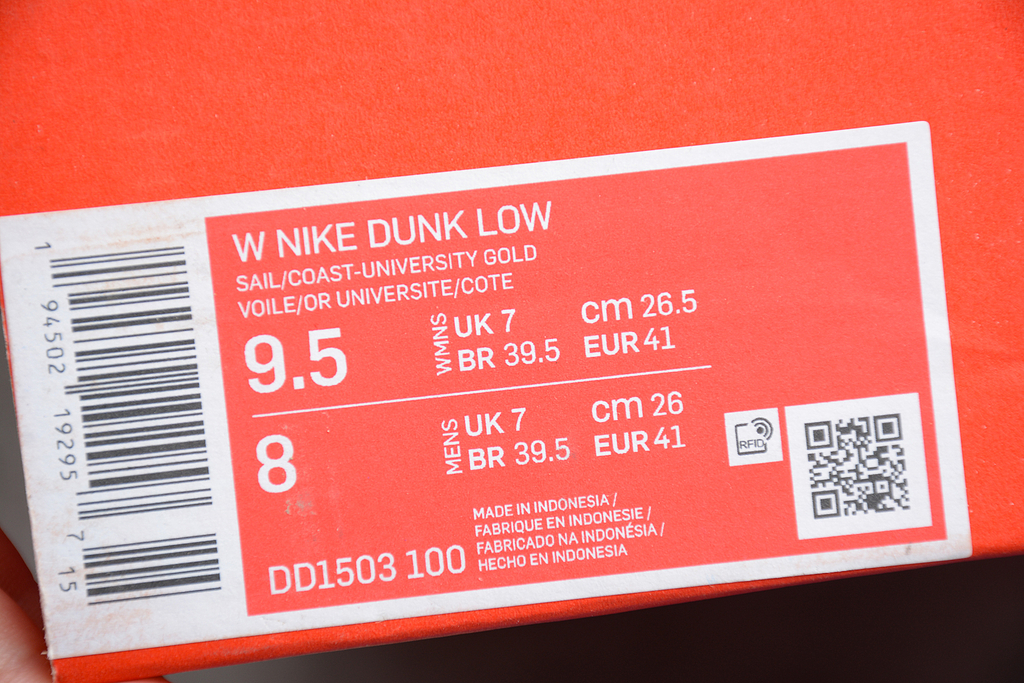 W NIKE DUNK LOW
SAIL/COAST-UNIVERSITY GOLD
VOILE/OR UNIVERSITE/COTE
9.5
WMNS
UK 7
cm 26.5
BR 39.5
EUR 41
8
MENS
UK 7
cm 26
BR 39.5
EUR 41
RFID
MADE IN INDONESIA /
FABRIQUE EN INDONESIE /
FABRICADO NA INDONÉSIA /
HECHO EN INDONESIA
DD1503 100
1 94502 19295 7 15